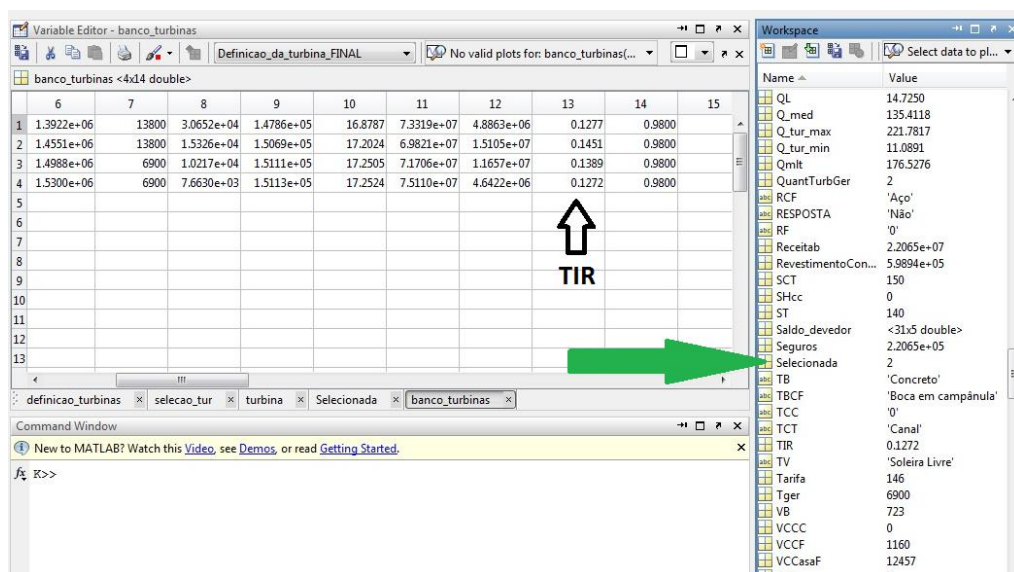 Variable Editor - banco_turbinas
Definicao_da_turbina_FINAL
No valid plots for: banco_turbinas(...
banco_turbinas <4x14 double>
6 7 8 9 10 11 12 13 14 15
1 1.3922e+06 13800 3.0652e+04 1.4786e+05 16.8787 7.3319e+07 4.8863e+06 0.1277 0.9800
2 1.4551e+06 13800 1.5326e+04 1.5069e+05 17.2024 6.9821e+07 1.5105e+07 0.1451 0.9800
3 1.4988e+06 6900 1.0217e+04 1.5111e+05 17.2505 7.1706e+07 1.1657e+07 0.1389 0.9800
4 1.5300e+06 6900 7.6630e+03 1.5113e+05 17.2524 7.5110e+07 4.6422e+06 0.1272 0.9800
5
6
7
8
9
10
11
12
13
TIR
definicao_turbinas selecao_tur turbina Selecionada banco_turbinas
Command Window
New to MATLAB? Watch this Video, see Demos, or read Getting Started.
fx K>>
Workspace
Select data to pl...
Name Value
QL 14.7250
Q_med 135.4118
Q_tur_max 221.7817
Q_tur_min 11.0891
Qmlt 176.5276
QuantTurbGer 2
abc RCF 'Aço'
abc RESPOSTA 'Não'
abc RF '0'
Receitab 2.2065e+07
RevestimentoCon... 5.9894e+05
SCT 150
SHcc 0
ST 140
Saldo_devedor <31x5 double>
Seguros 2.2065e+05
Selecionada 2
abc TB 'Concreto'
abc TBCF 'Boca em campânula'
abc TCC '0'
abc TCT 'Canal'
TIR 0.1272
abc TV 'Soleira Livre'
Tarifa 146
Tger 6900
VB 723
VCCC 0
VCCF 1160
VCCasaF 12457